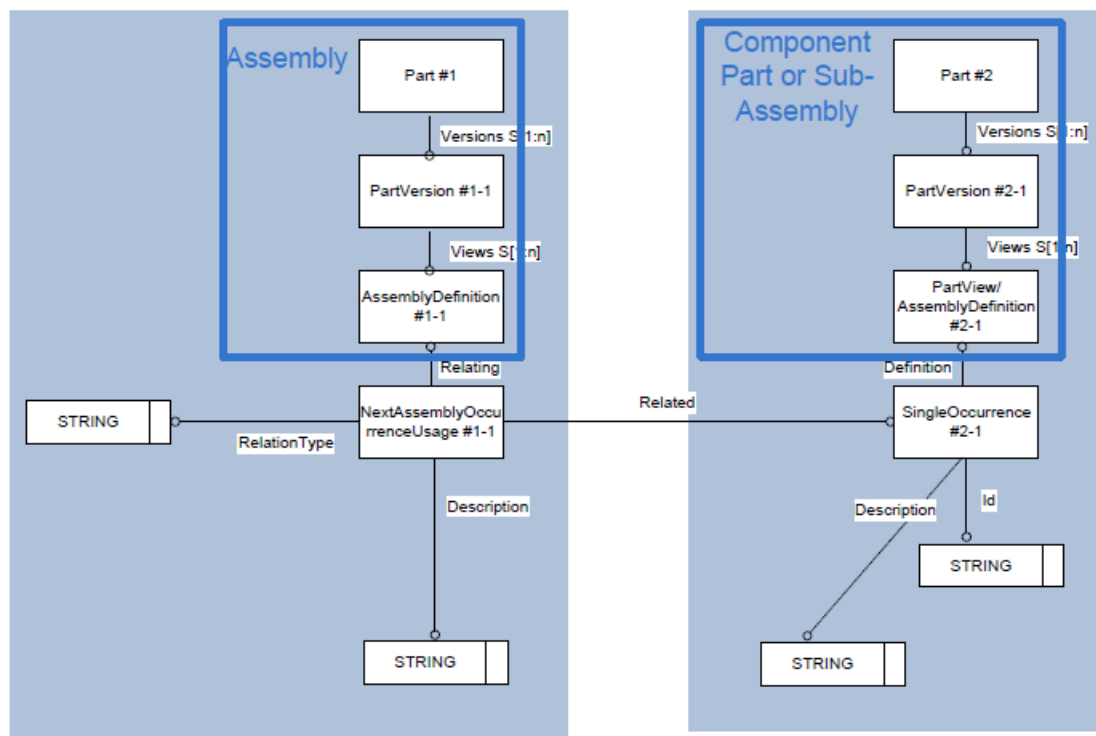 Assembly
Part #1
Versions S[1:n]
PartVersion #1-1
Views S[1:n]
AssemblyDefinition
#1-1
Relating
NextAssemblyOccu
rrenceUsage #1-1
STRING
RelationType
Description
STRING
Related
Component
Part or Sub-
Assembly
Part #2
Versions S[1:n]
PartVersion #2-1
Views S[1:n]
PartView/
AssemblyDefinition
#2-1
Definition
SingleOccurrence
#2-1
Description
Id
STRING
STRING